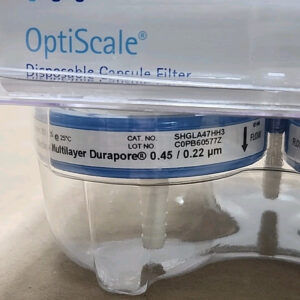 OptiScale®
Disposable Capsule Filter
@ 25°C
CAT. NO. SHGLA47HH3
LOT NO C0PB60577Z
FLOW
Multilayer Durapore® 0.45 / 0.22 µm